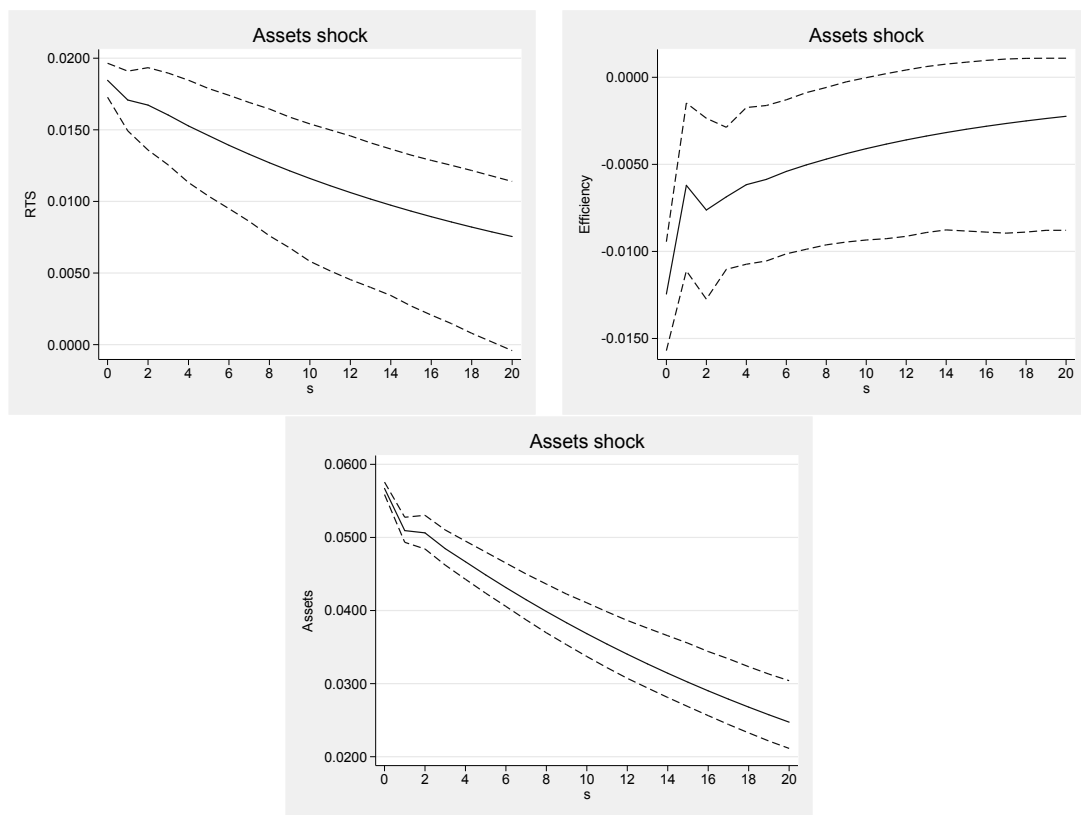 Assets shock
0.0200
0.0150
0.0100
0.0050
0.0000
RTS
0 2 4 6 8 10 12 14 16 18 20
s
Assets shock
0.0000
-0.0050
-0.0100
-0.0150
Efficiency
0 2 4 6 8 10 12 14 16 18 20
s
Assets shock
0.0600
0.0500
0.0400
0.0300
0.0200
Assets
0 2 4 6 8 10 12 14 16 18 20
s